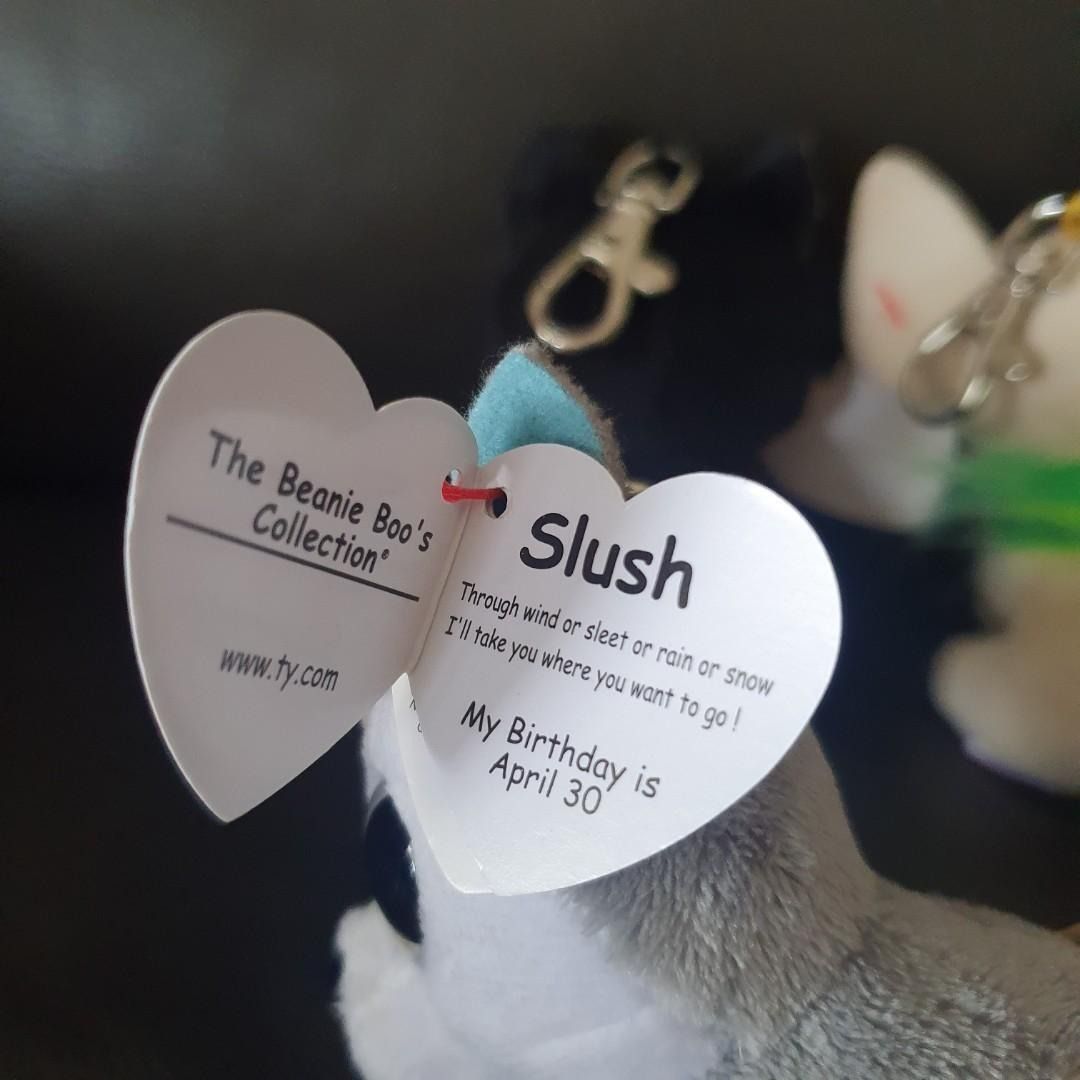 The Beanie Boo's
Collection®
www.ty.com
Slush
Through wind or sleet or rain or snow
I'll take you where you want to go !
My Birthday is
April 30